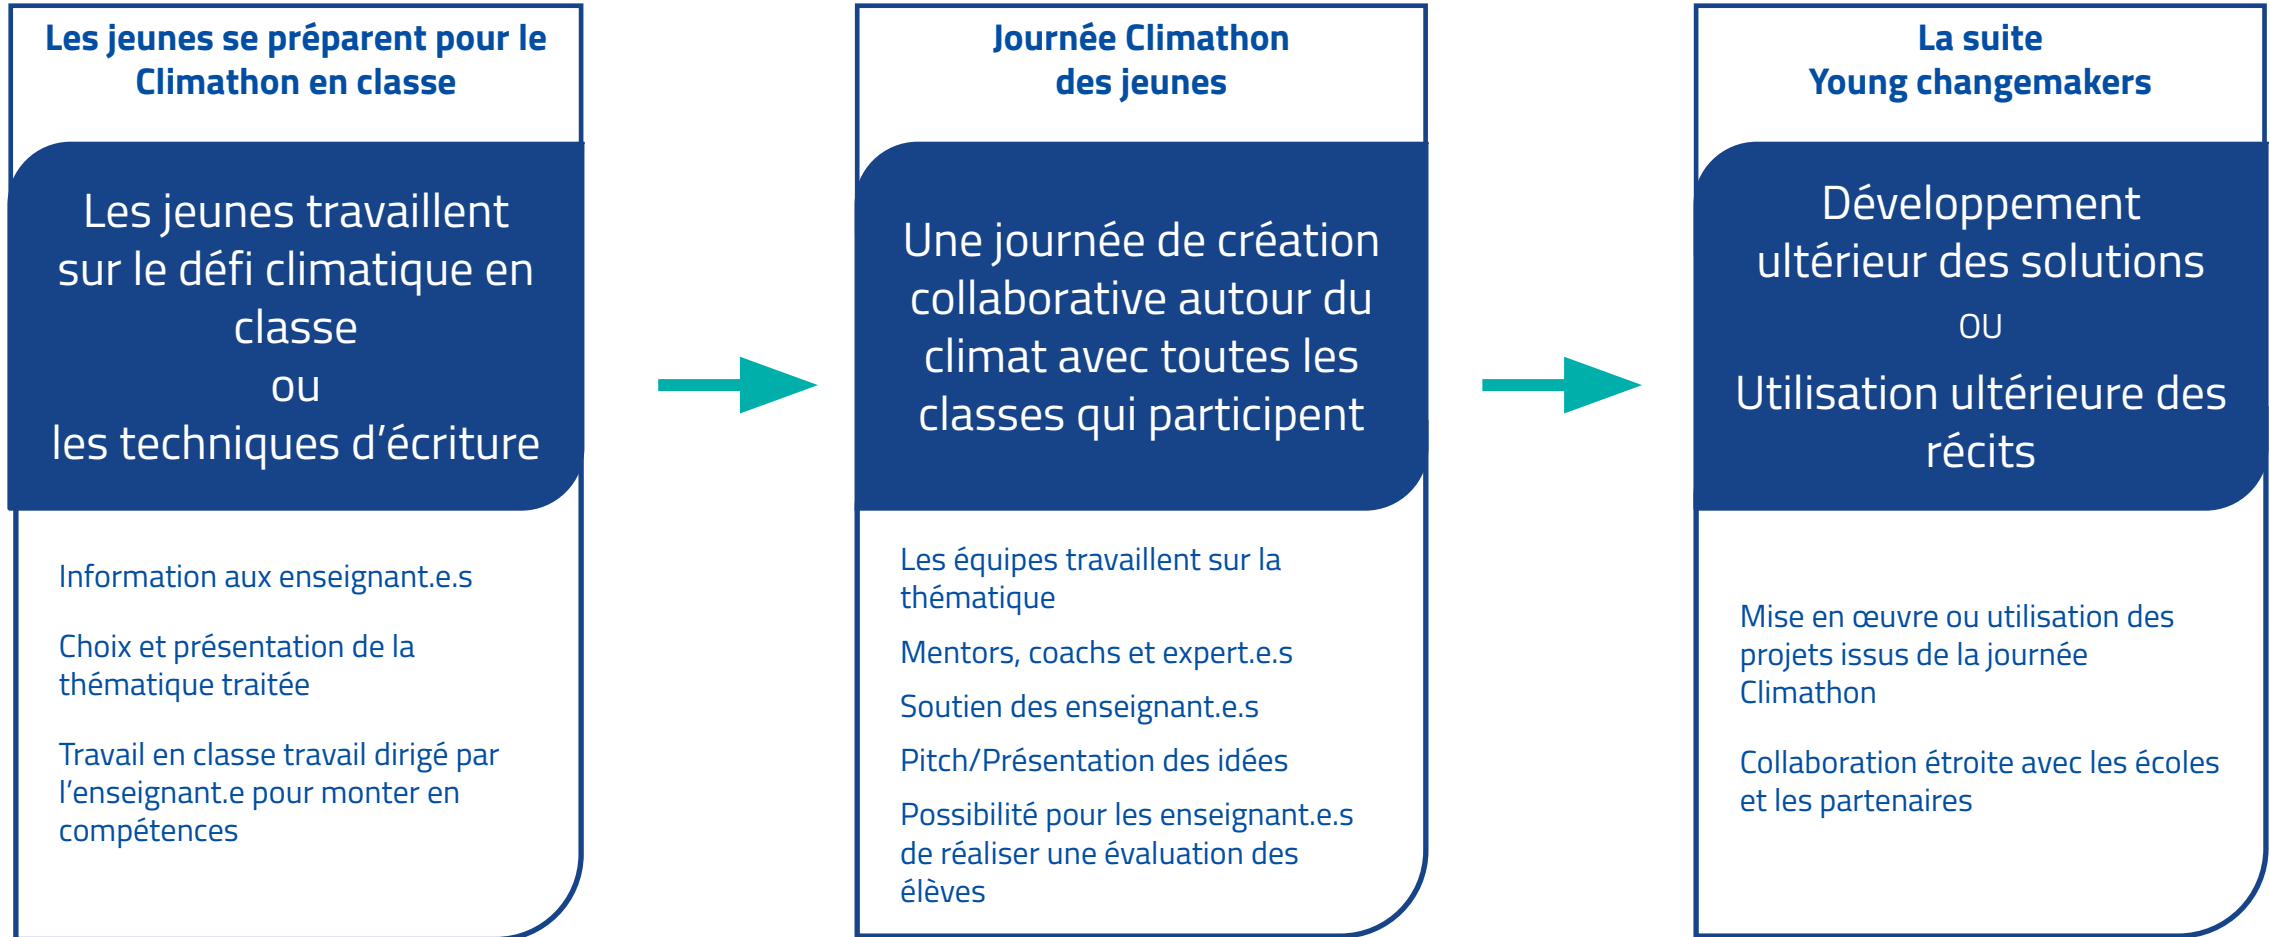 Les jeunes se préparent pour le
Climathon en classe
Les jeunes travaillent
sur le défi climatique en
classe
ou
les techniques d’écriture
Information aux enseignant.e.s
Choix et présentation de la
thématique traitée
Travail en classe travail dirigé par
l’enseignant.e pour monter en
compétences
Journée Climathon
des jeunes
Une journée de création
collaborative autour du
climat avec toutes les
classes qui participent
Les équipes travaillent sur la
thématique
Mentors, coachs et expert.e.s
Soutien des enseignant.e.s
Pitch/Présentation des idées
Possibilité pour les enseignant.e.s
de réaliser une évaluation des
élèves
La suite
Young changemakers
Développement
ultérieur des solutions
OU
Utilisation ultérieure des
récits
Mise en œuvre ou utilisation des
projets issus de la journée
Climathon
Collaboration étroite avec les écoles
et les partenaires